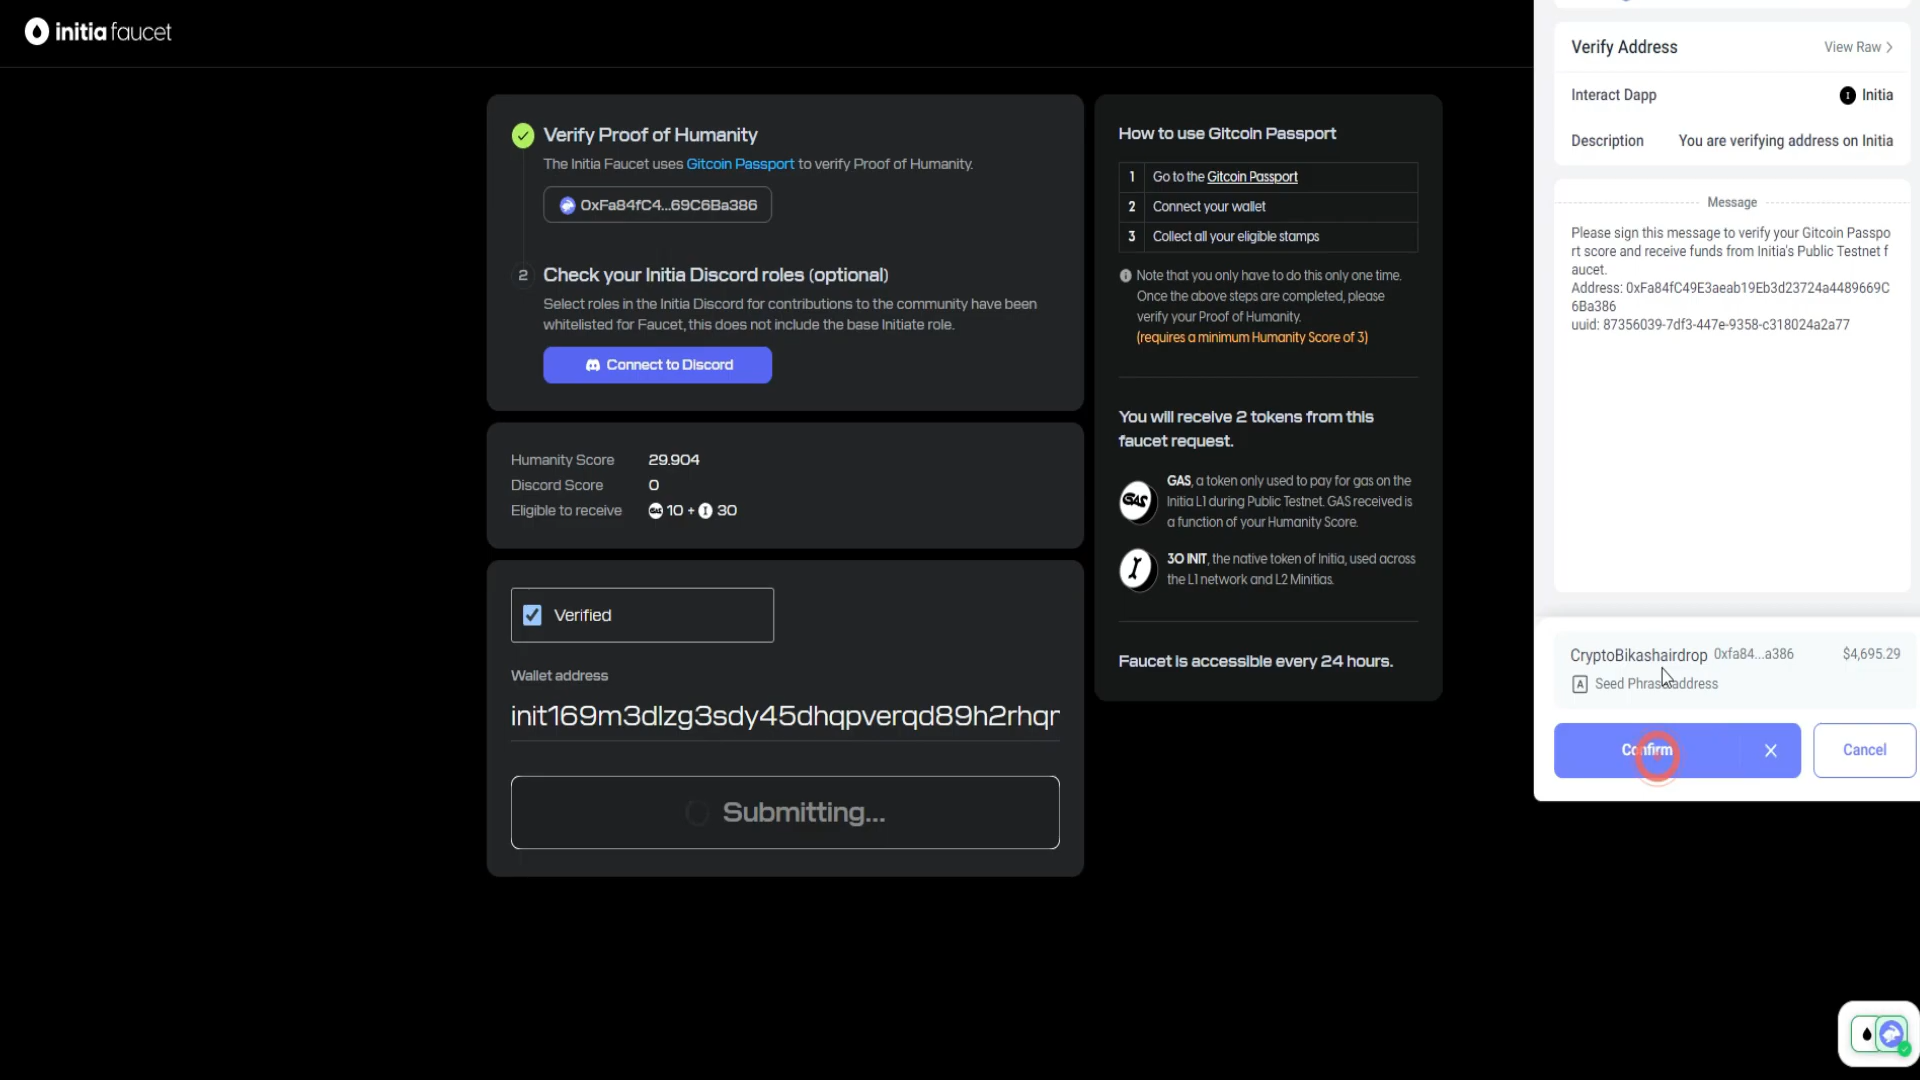 initia faucet
Verify Proof of Humanity
The Initia Faucet uses Gitcoin Passport to verify Proof of Humanity.
0xFa84fC4...69C6Ba386
2 Check your Initia Discord roles (optional)
Select roles in the Initia Discord for contributions to the community have been
whitelisted for Faucet, this does not include the base Initiate role.
Connect to Discord
Humanity Score 29.904
Discord Score 0
Eligible to receive GAS 10 + 30
Verified
Wallet address
init169m3dlzg3sdy45dhqpverqd89h2rhqr
Submitting...
How to use Gitcoin Passport
1 Go to the Gitcoin Passport
2 Connect your wallet
3 Collect all your eligible stamps
Note that you only have to do this only one time.
Once the above steps are completed, please
verify your Proof of Humanity.
(requires a minimum Humanity Score of 3)
You will receive 2 tokens from this
faucet request.
GAS
GAS, a token only used to pay for gas on the
Initia L1 during Public Testnet. GAS received is
a function of your Humanity Score.
30 INIT, the native token of Initia, used across
the L1 network and L2 Minitias.
Faucet is accessible every 24 hours.
Verify Address View Raw >
Interact Dapp I Initia
Description You are verifying address on Initia
Message
Please sign this message to verify your Gitcoin Passpo
rt score and receive funds from Initia's Public Testnet f
aucet.
Address: 0xFa84fC49E3aeab19Eb3d23724a4489669C
6Ba386
uuid: 87356039-7df3-447e-9358-c318024a2a77
CryptoBikashairdrop 0xfa84...a386 $4,695.29
A Seed Phrase address
Confirm
Cancel